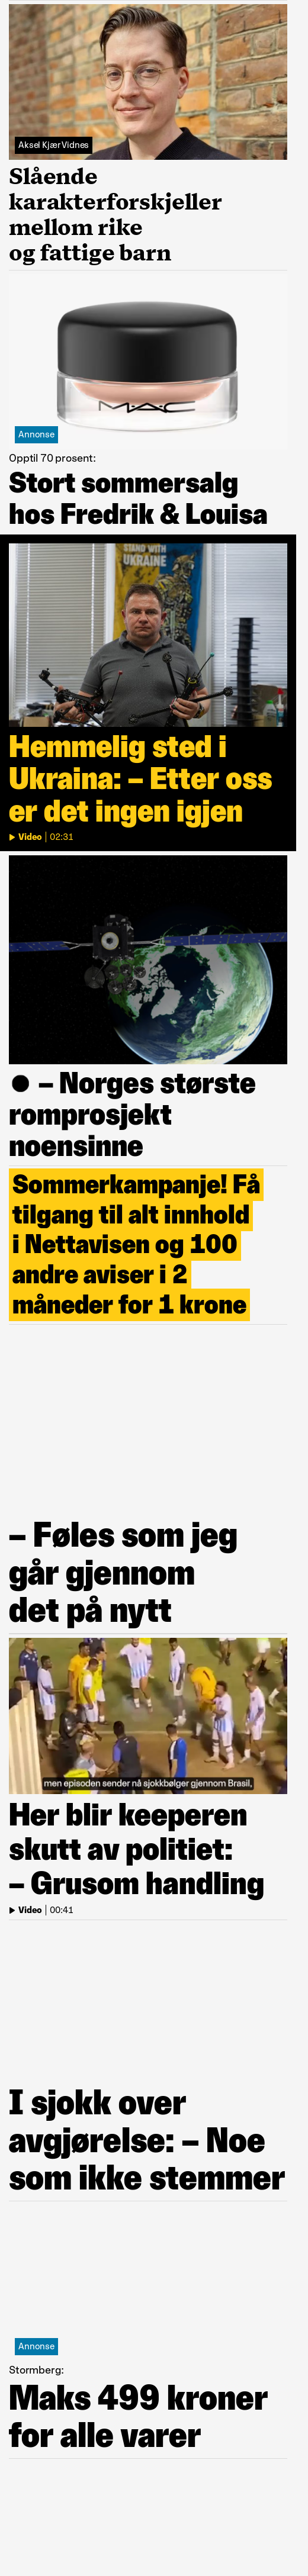 Aksel Kjær Vidnes
Slående
karakterforskjeller
mellom rike
og fattige barn
MAC
Annonse
Opptil 70 prosent:
Stort sommersalg
hos Fredrik & Louisa
STAND WITH
UKRAINE
Hemmelig sted i
Ukraina: – Etter oss
er det ingen igjen
Video | 02:31
– Norges største
romprosjekt
noensinne
Sommerkampanje! Få
tilgang til alt innhold
i Nettavisen og 100
andre aviser i 2
måneder for 1 krone
– Føles som jeg
går gjennom
det på nytt
men episoden sender nå sjokkbølger gjennom Brasil,
Her blir keeperen
skutt av politiet:
– Grusom handling
Video | 00:41
I sjokk over
avgjørelse: – Noe
som ikke stemmer
Annonse
Stormberg:
Maks 499 kroner
for alle varer